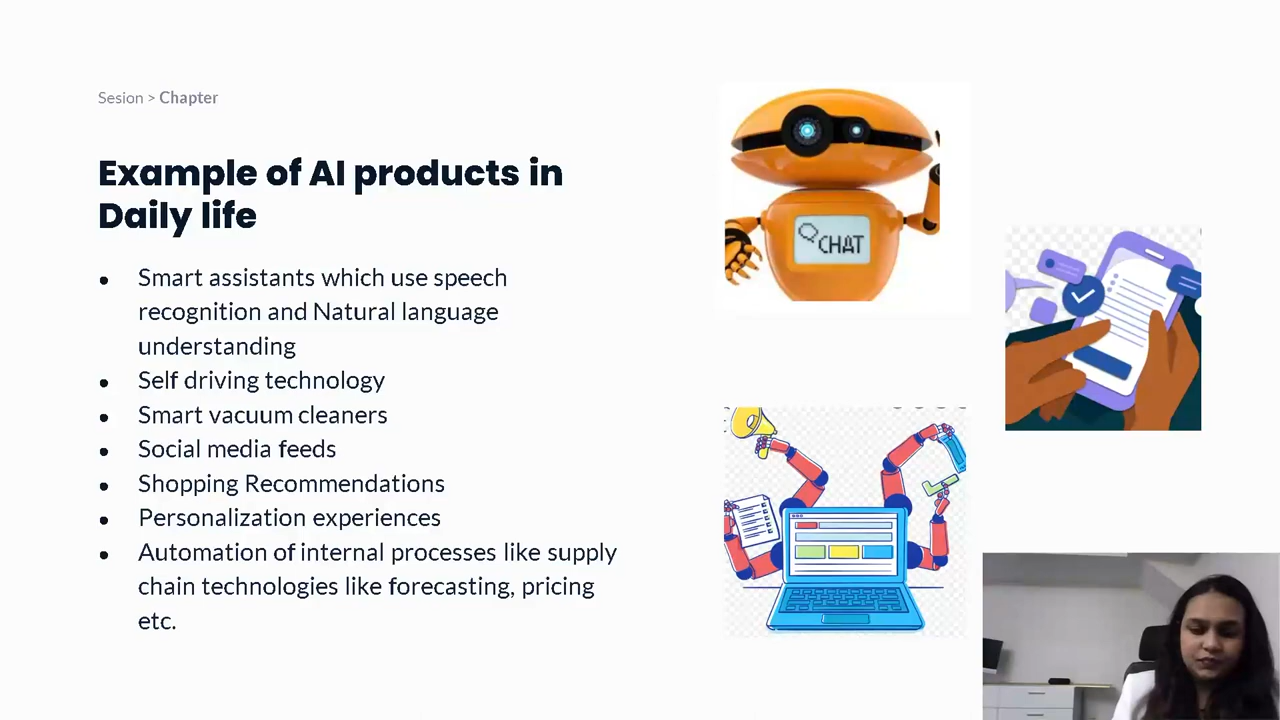 Sesion > Chapter
Example of AI products in
Daily life
• Smart assistants which use speech
recognition and Natural language
understanding
• Self driving technology
• Smart vacuum cleaners
• Social media feeds
• Shopping Recommendations
• Personalization experiences
• Automation of internal processes like supply
chain technologies like forecasting, pricing
etc.
CHAT